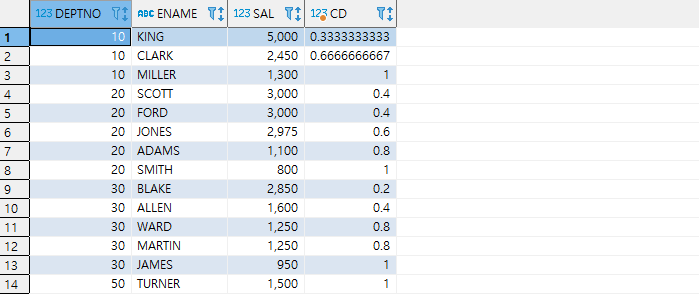 123 DEPTNO ABC ENAME 123 SAL 123 CD
1 10 KING 5,000 0.3333333333
2 10 CLARK 2,450 0.6666666667
3 10 MILLER 1,300 1
4 20 SCOTT 3,000 0.4
5 20 FORD 3,000 0.4
6 20 JONES 2,975 0.6
7 20 ADAMS 1,100 0.8
8 20 SMITH 800 1
9 30 BLAKE 2,850 0.2
10 30 ALLEN 1,600 0.4
11 30 WARD 1,250 0.8
12 30 MARTIN 1,250 0.8
13 30 JAMES 950 1
14 50 TURNER 1,500 1